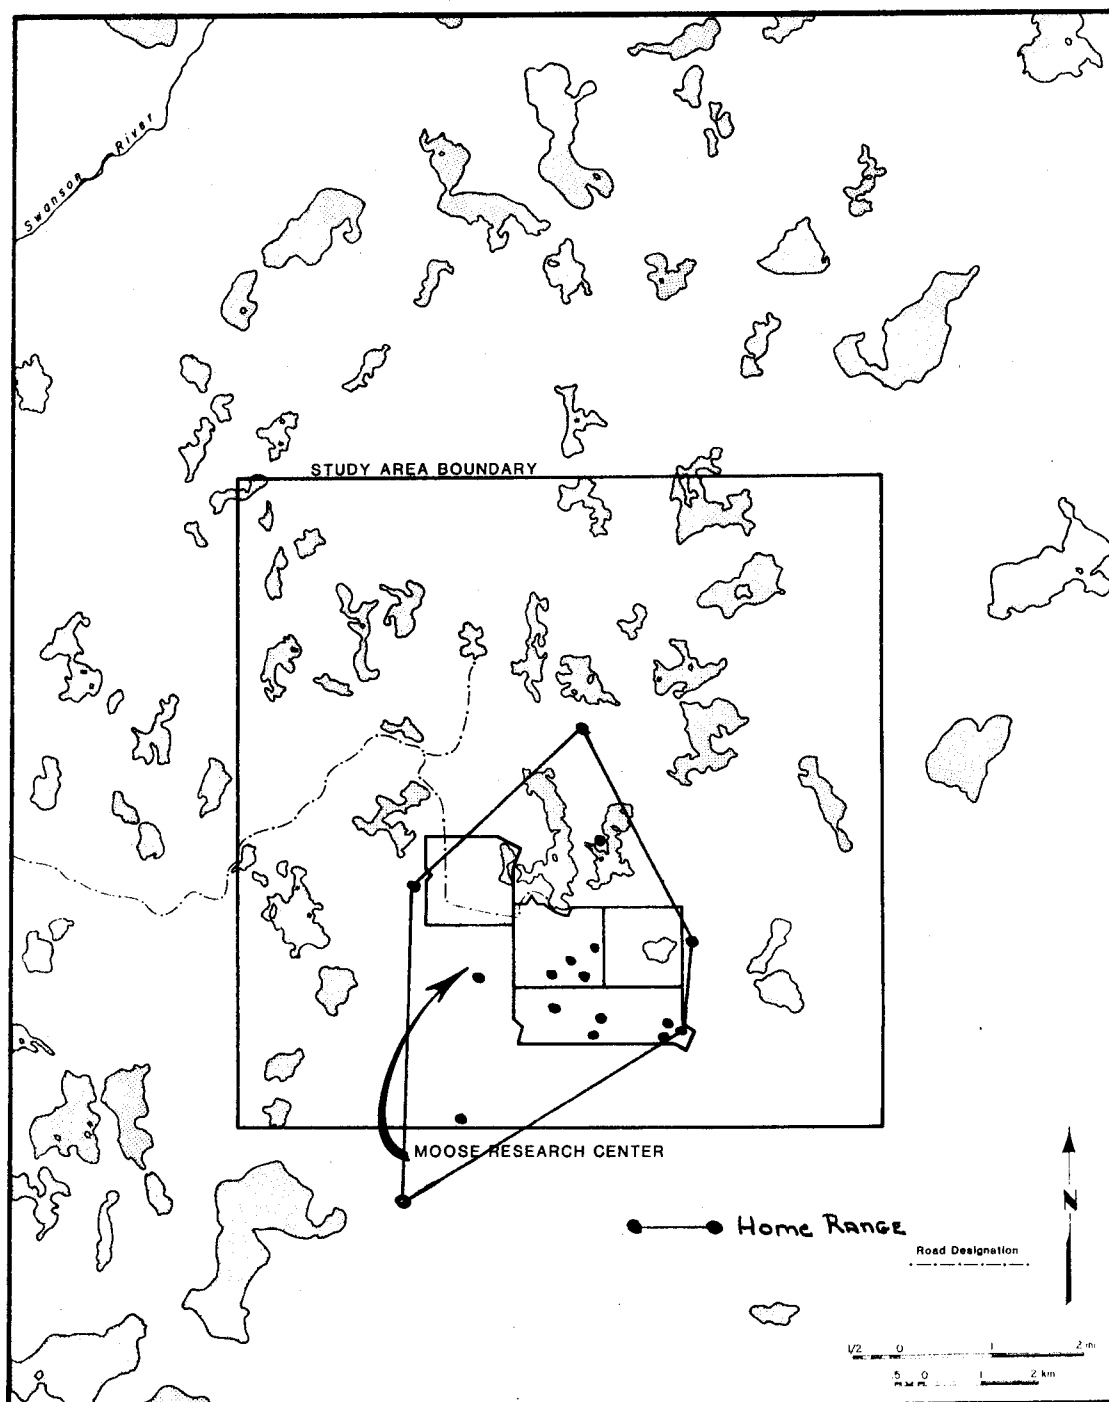 Swanson River
STUDY AREA BOUNDARY
MOOSE RESEARCH CENTER
Home Range
Road Designation
N
1/2 0 1 2 mi
.5 0 1 2 km